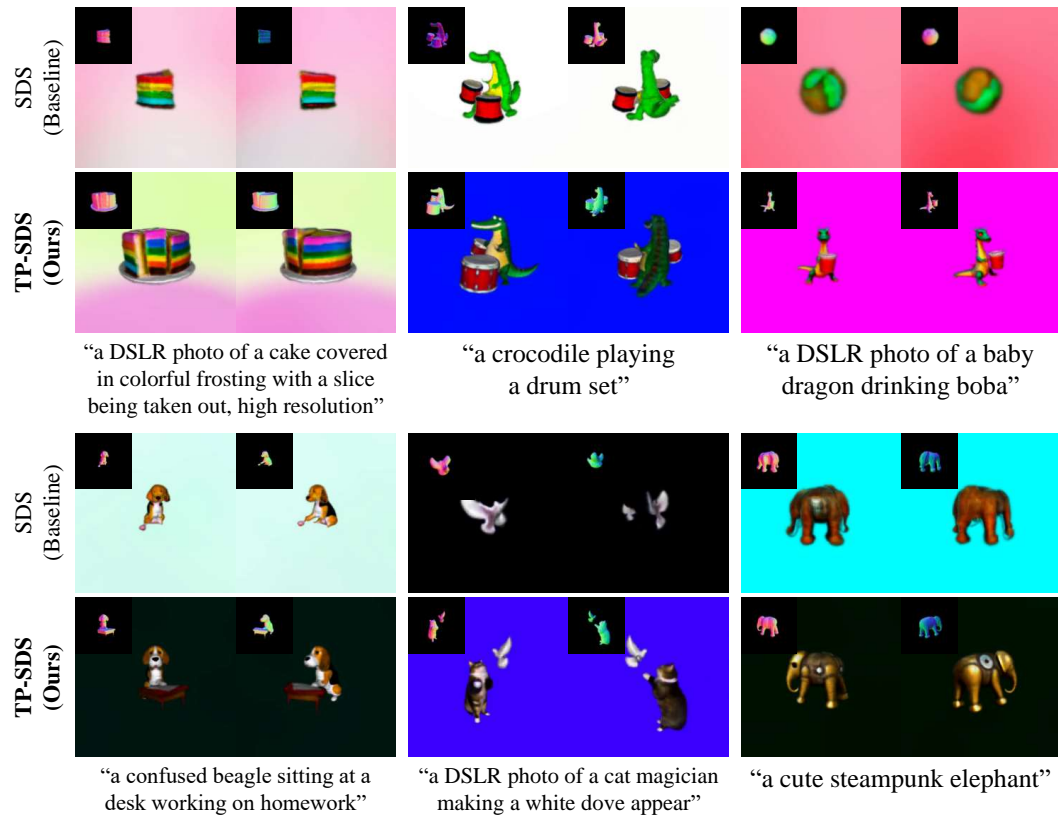 SDS
(Baseline)
TP-SDS
(Ours)
“a DSLR photo of a cake covered
in colorful frosting with a slice
being taken out, high resolution”
“a crocodile playing
a drum set”
“a DSLR photo of a baby
dragon drinking boba”
SDS
(Baseline)
TP-SDS
(Ours)
“a confused beagle sitting at a
desk working on homework”
“a DSLR photo of a cat magician
making a white dove appear”
“a cute steampunk elephant”